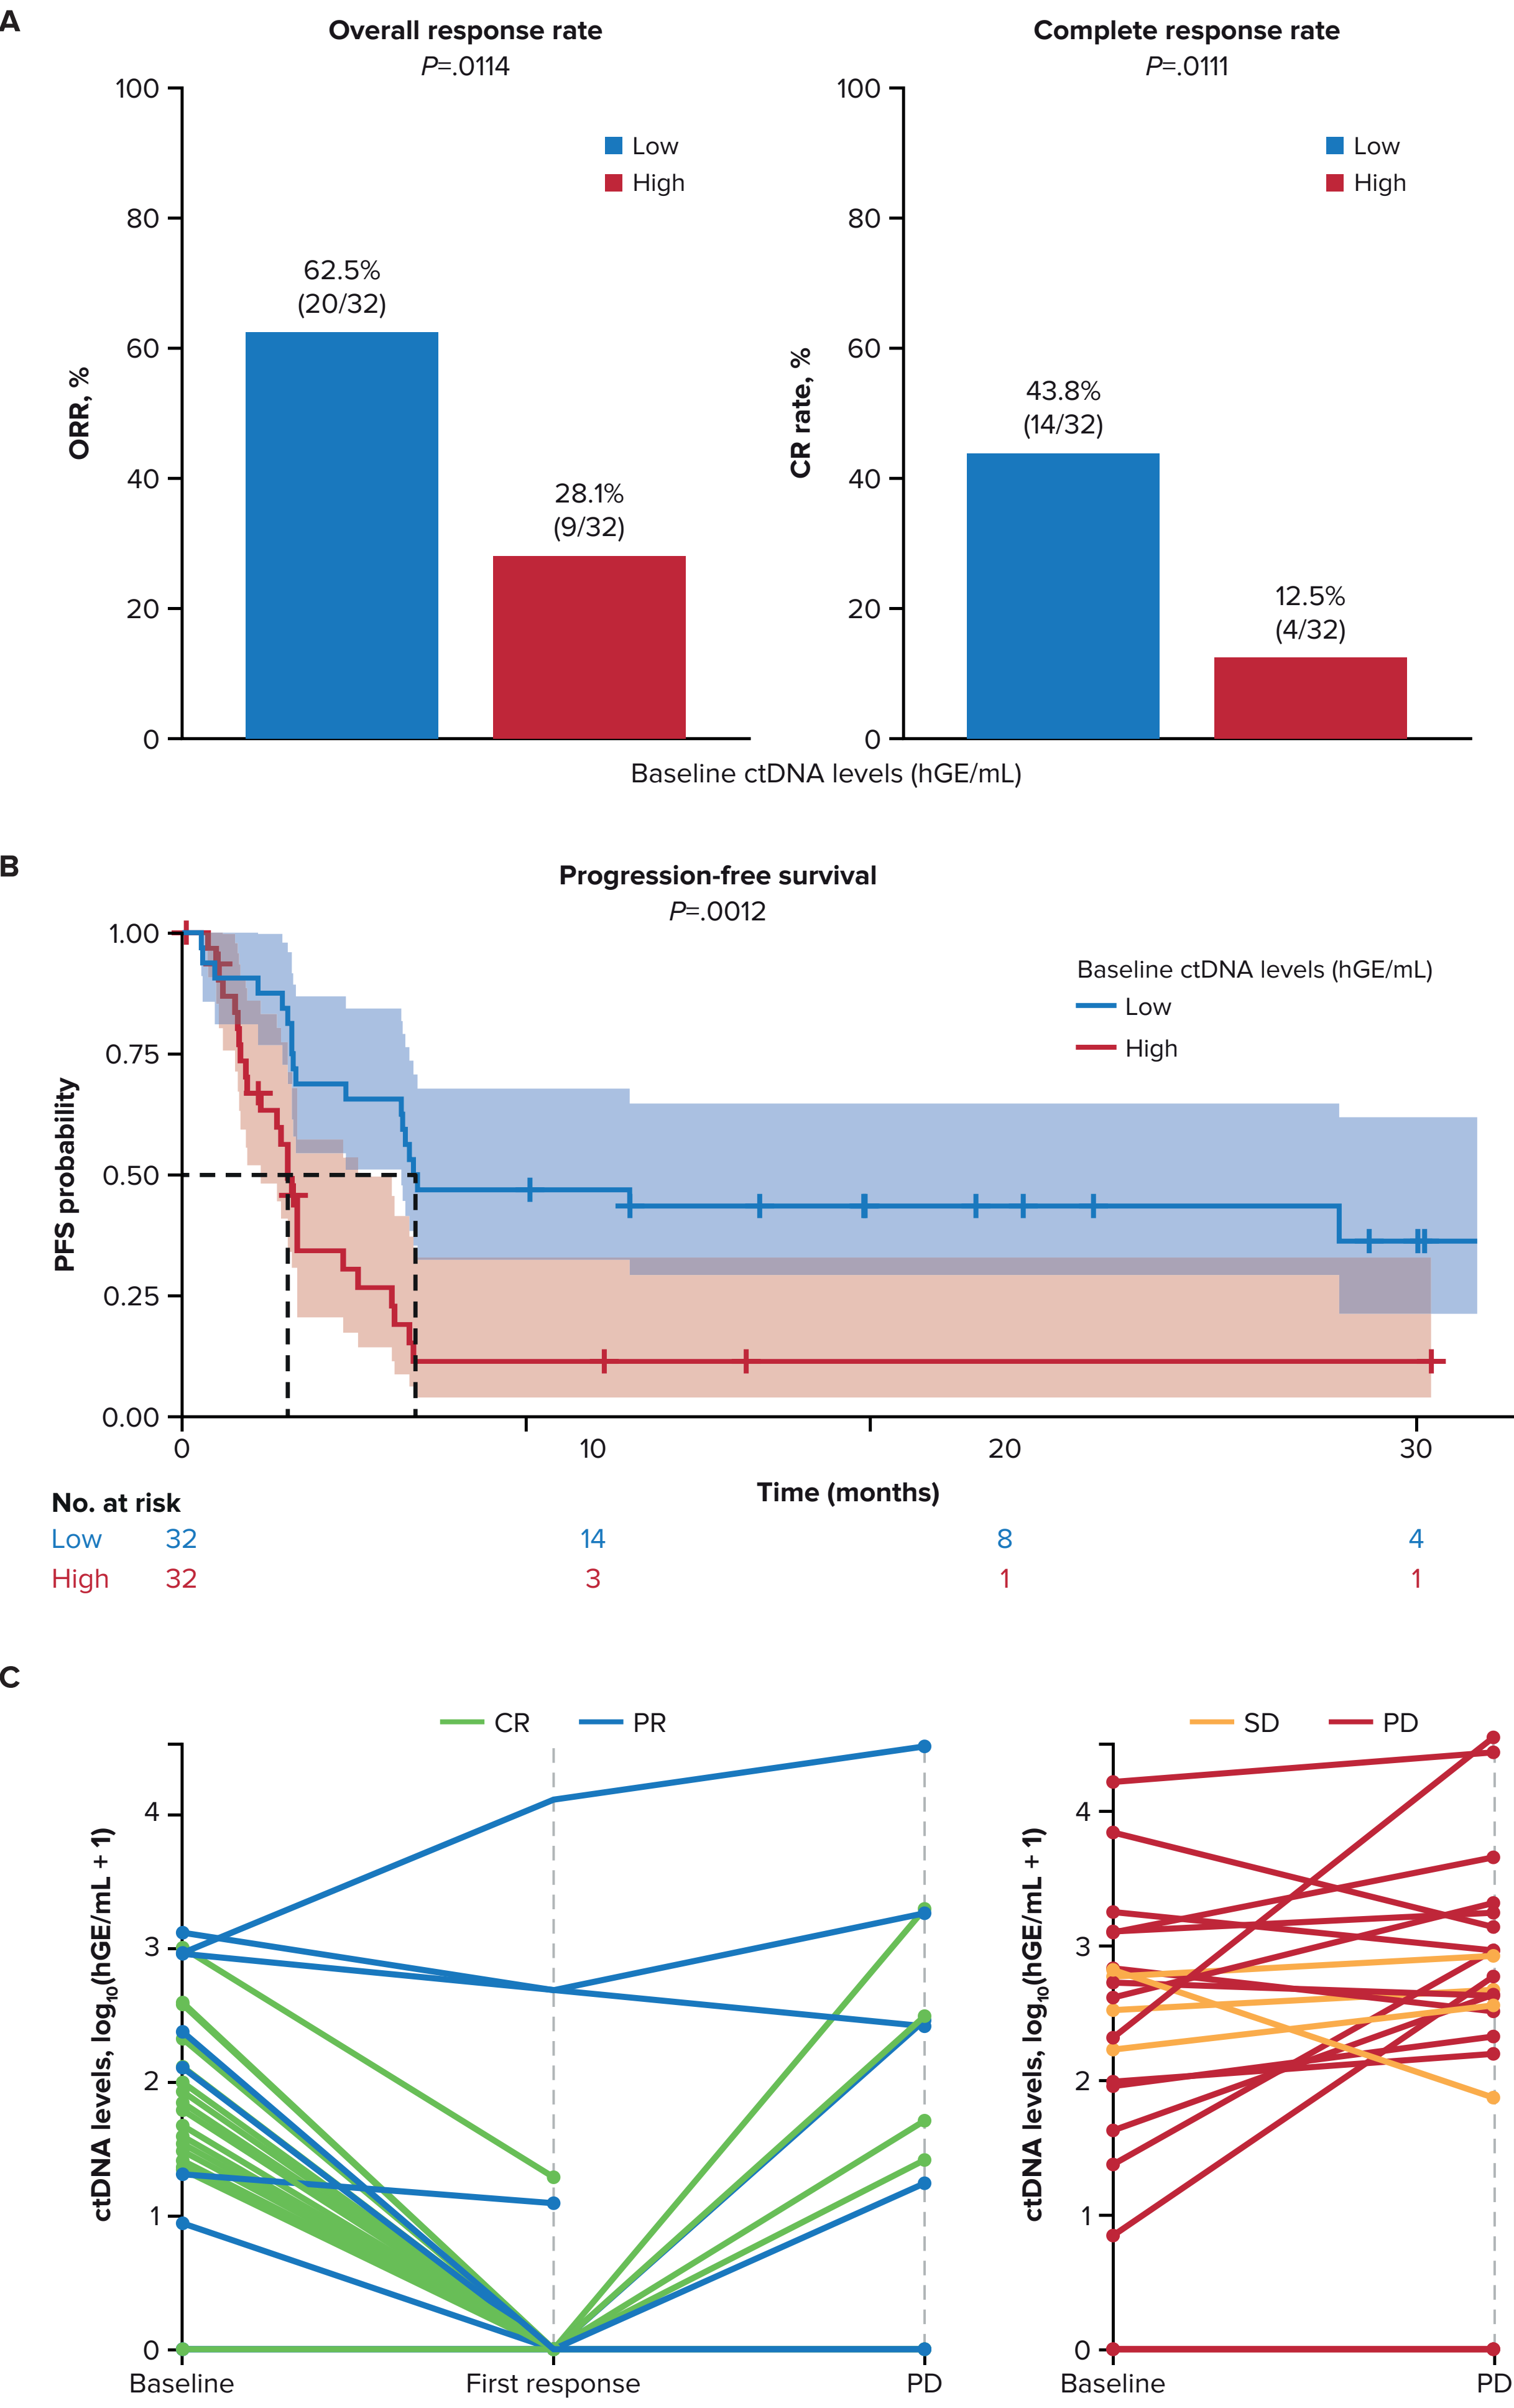 A
Overall response rate
P=.0114
100
80
60
40
20
0
ORR, %
Low
High
62.5%
(20/32)
28.1%
(9/32)
Complete response rate
P=.0111
100
80
60
40
20
0
CR rate, %
Low
High
43.8%
(14/32)
12.5%
(4/32)
Baseline ctDNA levels (hGE/mL)
B
Progression-free survival
P=.0012
1.00
0.75
0.50
0.25
0.00
PFS probability
Baseline ctDNA levels (hGE/mL)
Low
High
0 10 20 30
Time (months)
No. at risk
Low 32 14 8 4
High 32 3 1 1
C
CR PR
4
3
2
1
0
ctDNA levels, log10(hGE/mL + 1)
Baseline First response PD
SD PD
4
3
2
1
0
ctDNA levels, log10(hGE/mL + 1)
Baseline PD